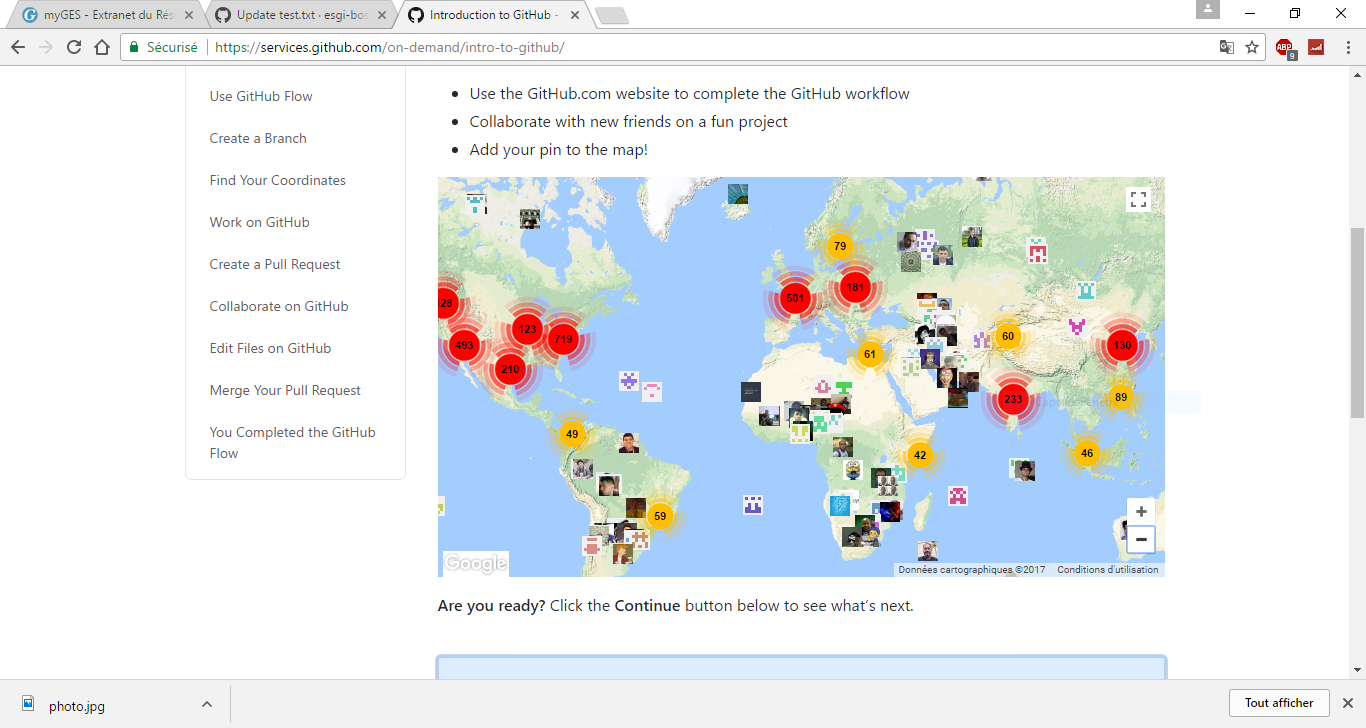 myGES - Extranet du Rés
Update test.txt · esgi-bos
Introduction to GitHub -
Sécurisé
https://services.github.com/on-demand/intro-to-github/
ABP
9
Use GitHub Flow
Create a Branch
Find Your Coordinates
Work on GitHub
Create a Pull Request
Collaborate on GitHub
Edit Files on GitHub
Merge Your Pull Request
You Completed the GitHub
Flow
Use the GitHub.com website to complete the GitHub workflow
Collaborate with new friends on a fun project
Add your pin to the map!
79
181
501
28
123
719
493
210
61
60
130
233
89
49
42
46
59
+
−
Google
Données cartographiques ©2017
Conditions d'utilisation
Are you ready? Click the Continue button below to see what's next.
photo.jpg
Tout afficher